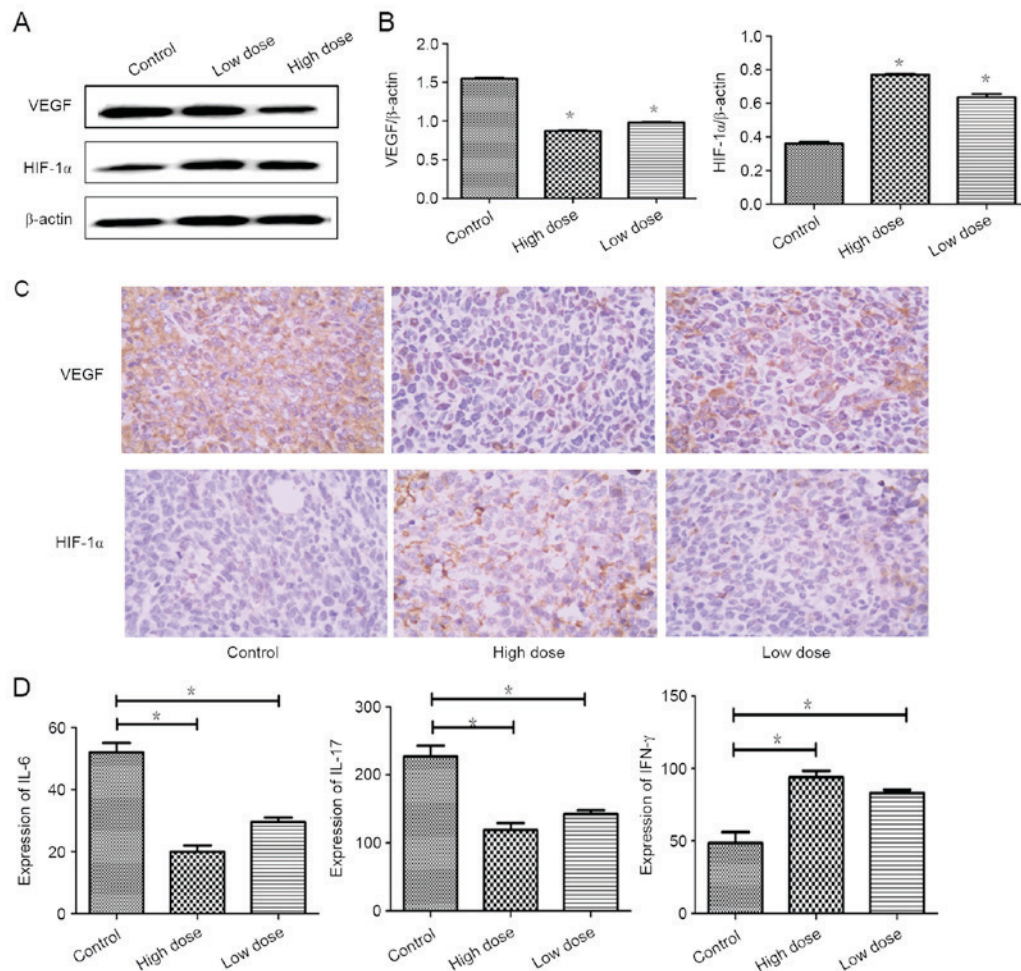 A
Control
Low dose
High dose
VEGF
HIF-1α
β-actin
B
VEGF/β-actin
2.0
1.5
1.0
0.5
0.0
*
*
Control
High dose
Low dose
HIF-1α/β-actin
1.0
0.8
0.6
0.4
0.2
0.0
*
*
Control
High dose
Low dose
C
VEGF
HIF-1α
Control
High dose
Low dose
D
Expression of IL-6
60
40
20
0
*
*
Control
High dose
Low dose
Expression of IL-17
300
200
100
0
*
*
Control
High dose
Low dose
Expression of IFN-γ
150
100
50
0
*
*
Control
High dose
Low dose